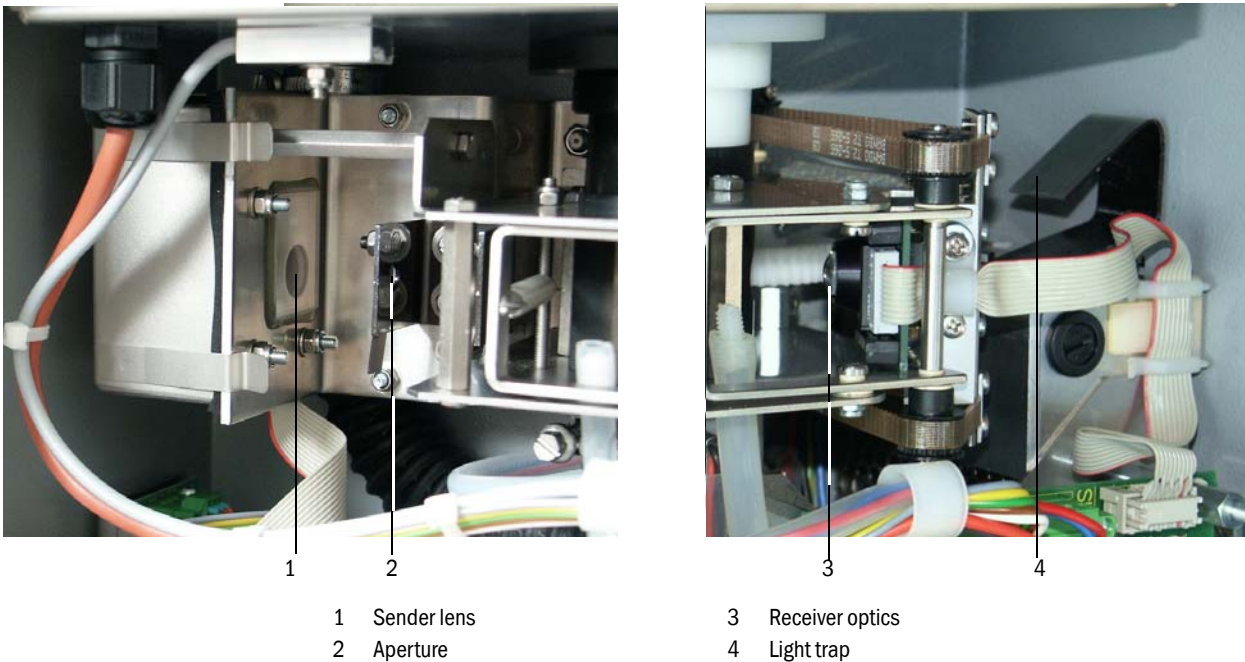 1
2
3
4
1 Sender lens
2 Aperture
3 Receiver optics
4 Light trap